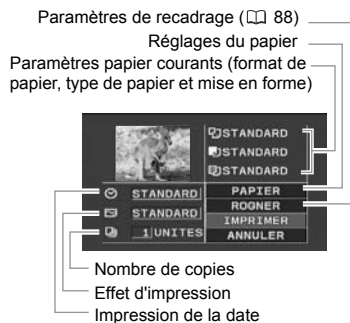 Paramètres de recadrage ( 88)
Réglages du papier
Paramètres papier courants (format de
papier, type de papier et mise en forme)
STANDARD
STANDARD
STANDARD
STANDARD
PAPIER
STANDARD
ROGNER
IMPRIMER
1 UNITES
ANNULER
Nombre de copies
Effet d'impression
Impression de la date